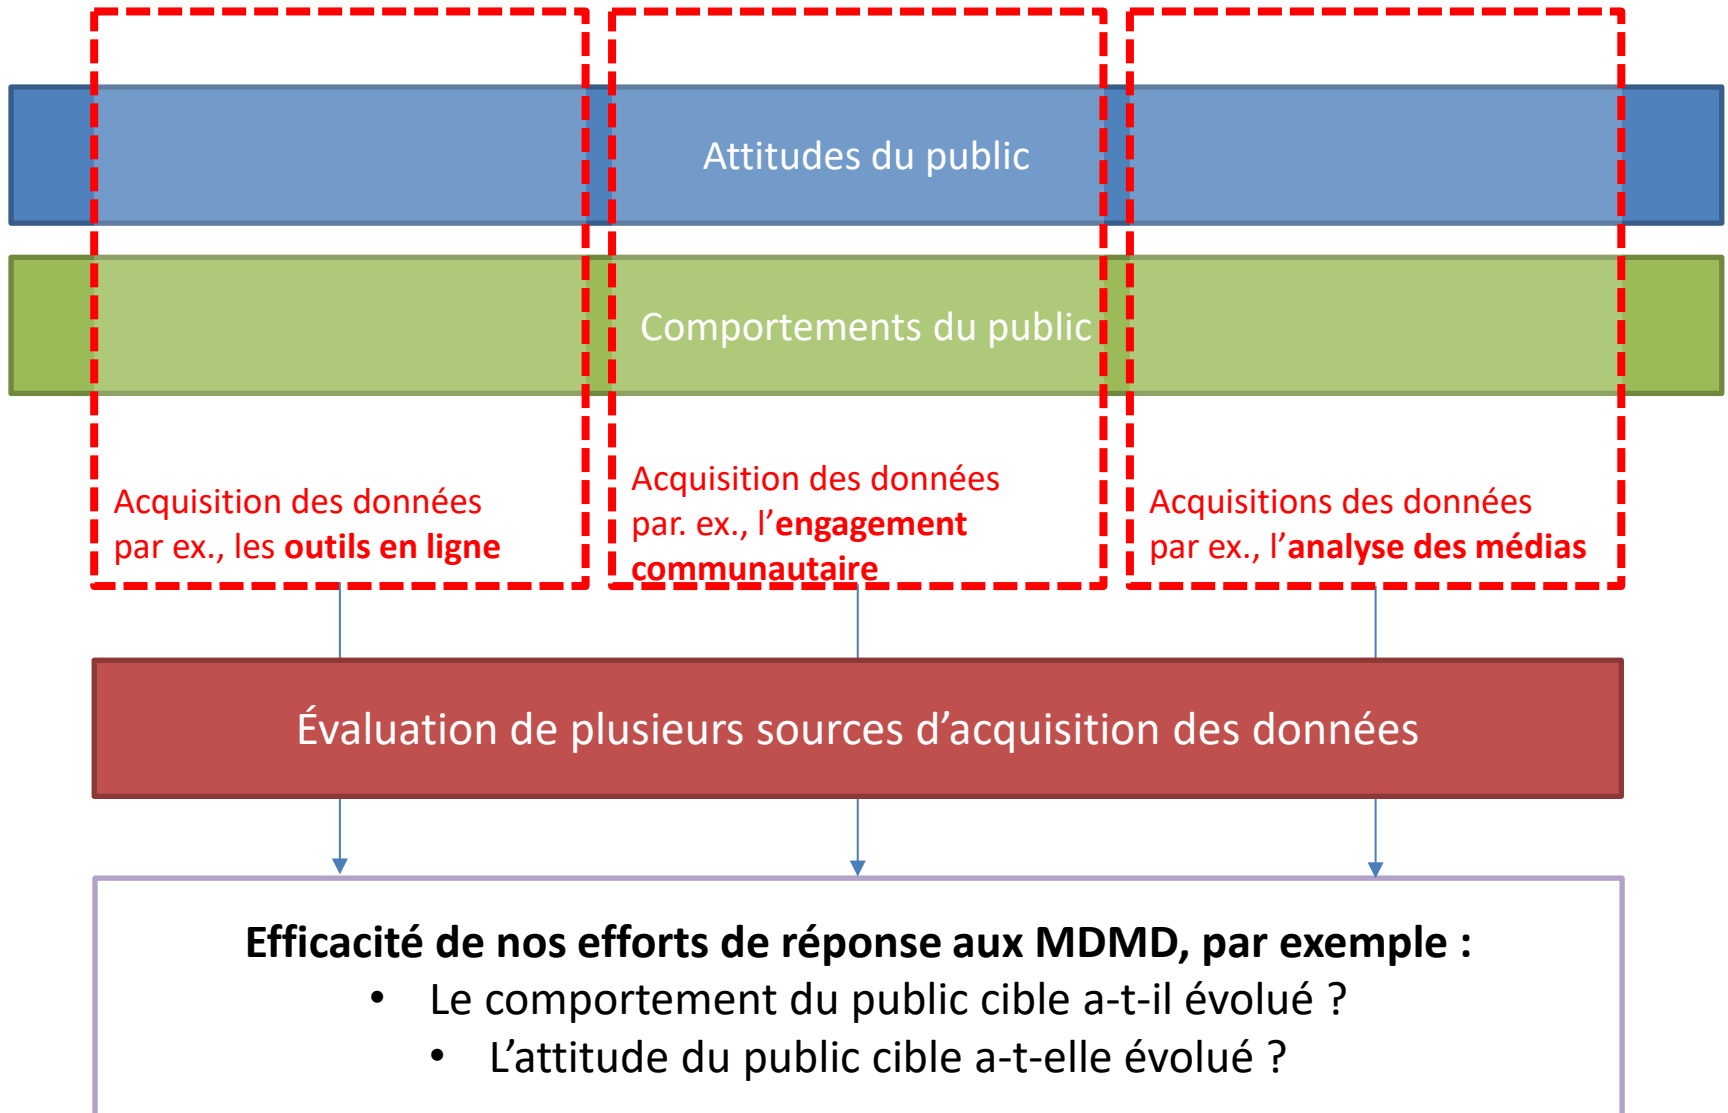 Attitudes du public
Comportements du public
Acquisition des données
par ex., les outils en ligne
Acquisition des données
par. ex., l’engagement
communautaire
Acquisitions des données
par ex., l’analyse des médias
Évaluation de plusieurs sources d’acquisition des données
Efficacité de nos efforts de réponse aux MDMD, par exemple :
• Le comportement du public cible a-t-il évolué ?
• L’attitude du public cible a-t-elle évolué ?